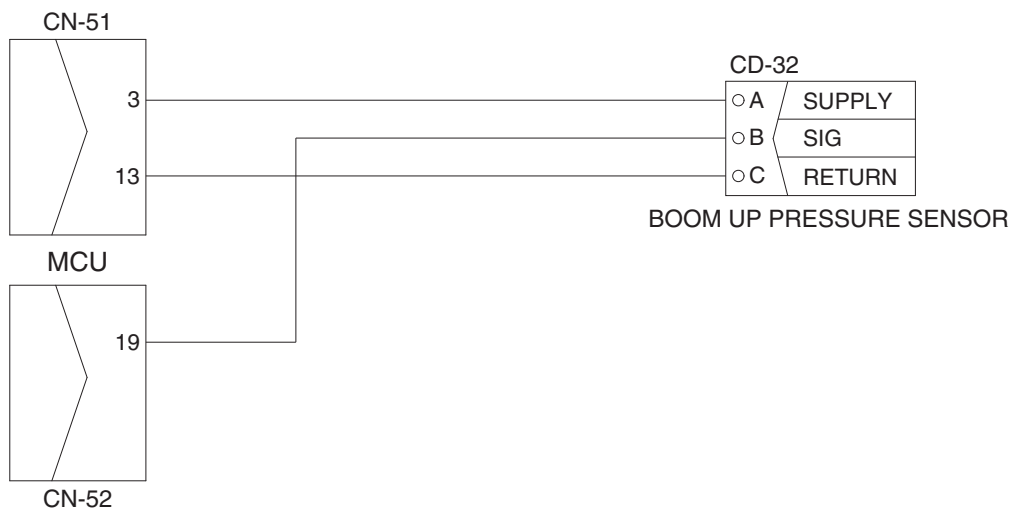 CN-51
CD-32
3
A SUPPLY
B SIG
13
C RETURN
BOOM UP PRESSURE SENSOR
MCU
19
CN-52